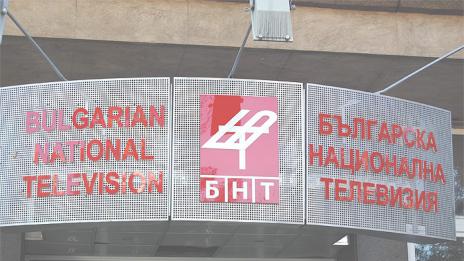 BULGARIAN
NATIONAL
TELEVISION
БНТ
БЪЛГАРСКА
НАЦИОНАЛНА
ТЕЛЕВИЗИЯ